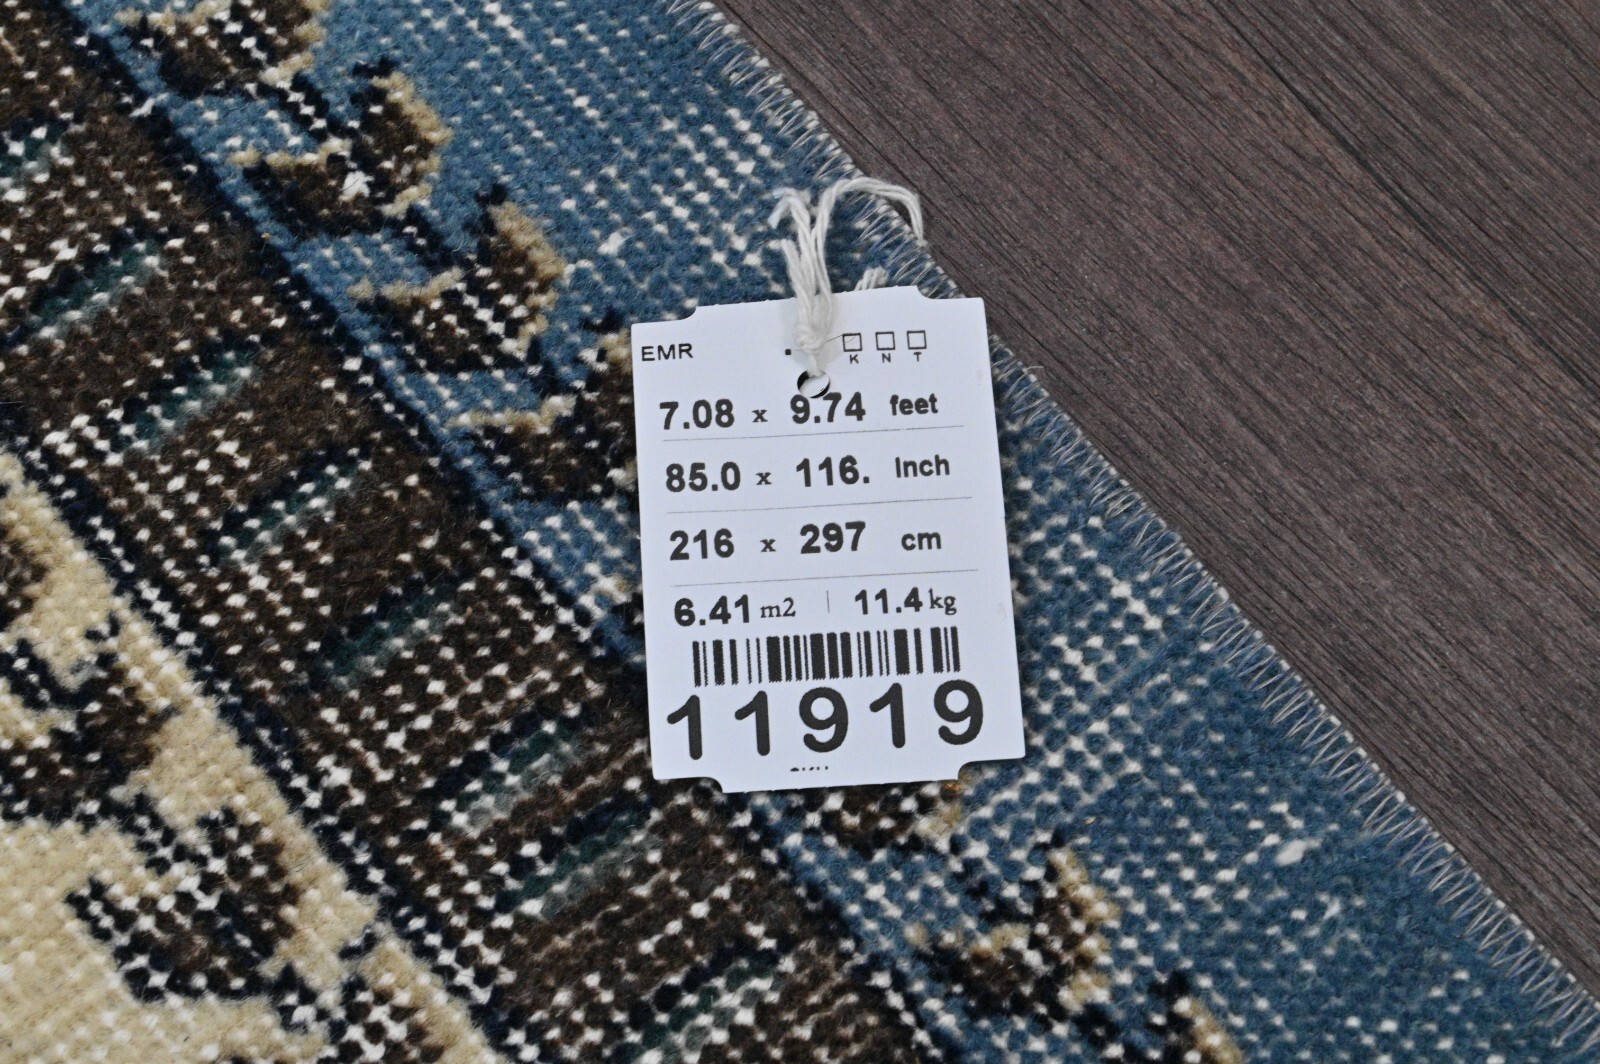 EMR
K N T
7.08 x 9.74 feet
85.0 x 116. Inch
216 x 297 cm
6.41 m2 | 11.4 kg
11919